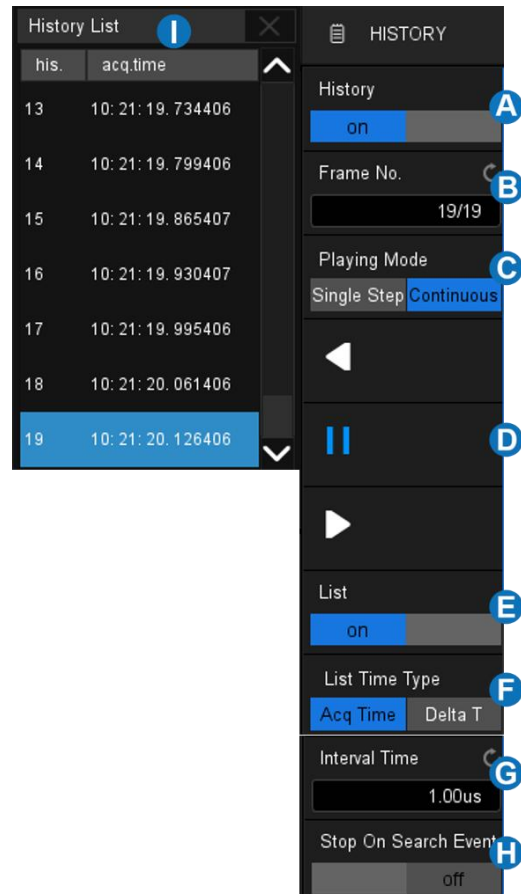 History List
I
his. acq.time
13 10: 21: 19. 734406
14 10: 21: 19. 799406
15 10: 21: 19. 865407
16 10: 21: 19. 930407
17 10: 21: 19. 995406
18 10: 21: 20. 061406
19 10: 21: 20. 126406
HISTORY
History
A
on
Frame No.
B
19/19
Playing Mode
C
Single Step Continuous
D
List
E
on
List Time Type
F
Acq Time Delta T
Interval Time
G
1.00us
Stop On Search Event
H
off